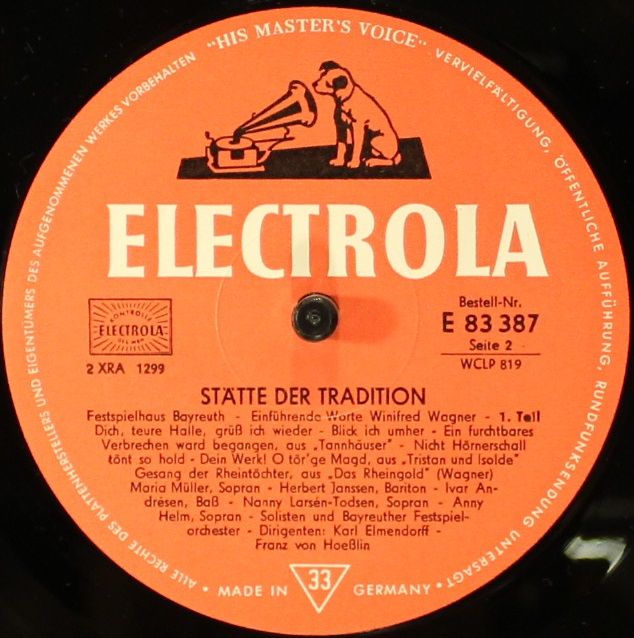 ALLE RECHTE DES PLATTENHERSTELLERS UND EIGENTÜMERS DES AUFGENOMMENEN WERKES VORBEHALTEN
"HIS MASTER'S VOICE"
VERVIELFÄLTIGUNG, ÖFFENTLICHE AUFFÜHRUNG, RUNDFUNKSENDUNG UNTERSAGT
ELECTROLA
KONTROLLE
ELECTROLA
Bestell-Nr.
E 83 387
Seite 2
WCLP 819
2 XRA 1299
STÄTTE DER TRADITION
Festspielhaus Bayreuth - Einführende Worte Winifred Wagner - 1. Teil
Dich, teure Halle, grüß ich wieder - Blick ich umher - Ein furchtbares
Verbrechen ward begangen, aus „Tannhäuser" - Nicht Hörnerschall
tönt so hold - Dein Werk! O tör'ge Magd, aus „Tristan und Isolde"
Gesang der Rheintöchter, aus „Das Rheingold" (Wagner)
Maria Müller, Sopran - Herbert Janssen, Bariton - Ivar An-
drésen, Baß - Nanny Larsén-Todsen, Sopran - Anny
Helm, Sopran - Solisten und Bayreuther Festspiel-
orchester - Dirigenten: Karl Elmendorff -
Franz von Hoeßlin
· MADE IN 33 GERMANY ·